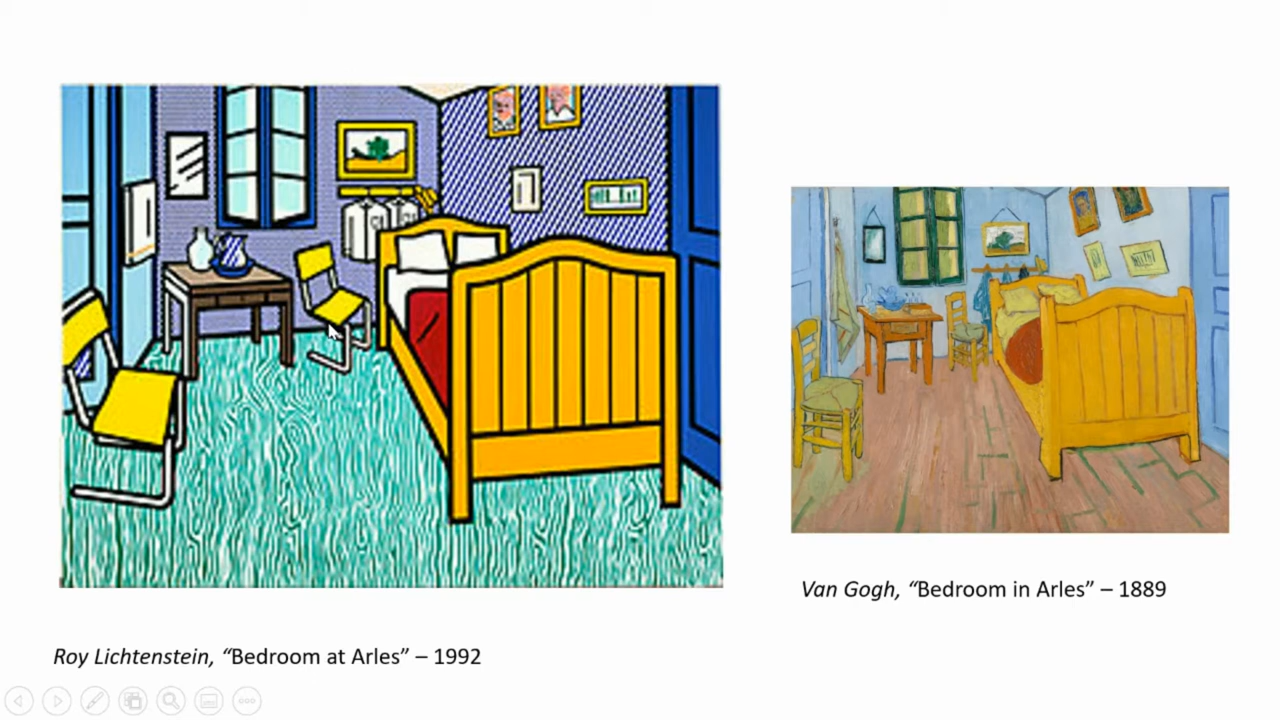 Van Gogh, “Bedroom in Arles” – 1889
Roy Lichtenstein, “Bedroom at Arles” – 1992